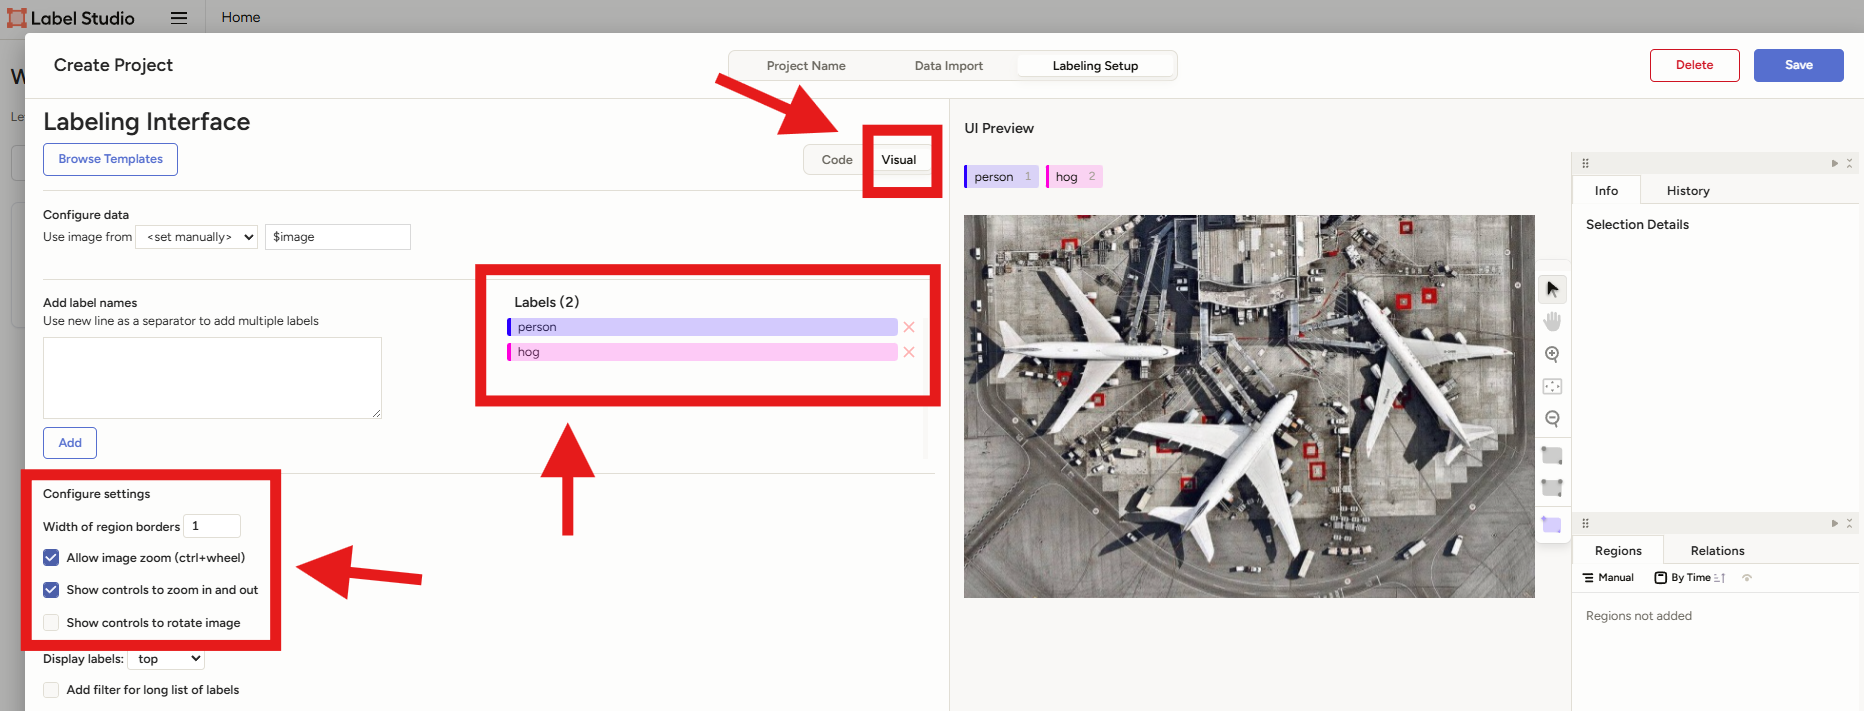 Label Studio
Home
Create Project
Project Name
Data Import
Labeling Setup
Delete
Save
Labeling Interface
Browse Templates
Code
Visual
Configure data
Use image from <set manually> $image
Add label names
Use new line as a separator to add multiple labels
Add
Labels (2)
person
hog
Configure settings
Width of region borders 1
Allow image zoom (ctrl+wheel)
Show controls to zoom in and out
Show controls to rotate image
Display labels: top
Add filter for long list of labels
UI Preview
person 1
hog 2
Info
History
Selection Details
Regions
Relations
Manual
By Time
Regions not added